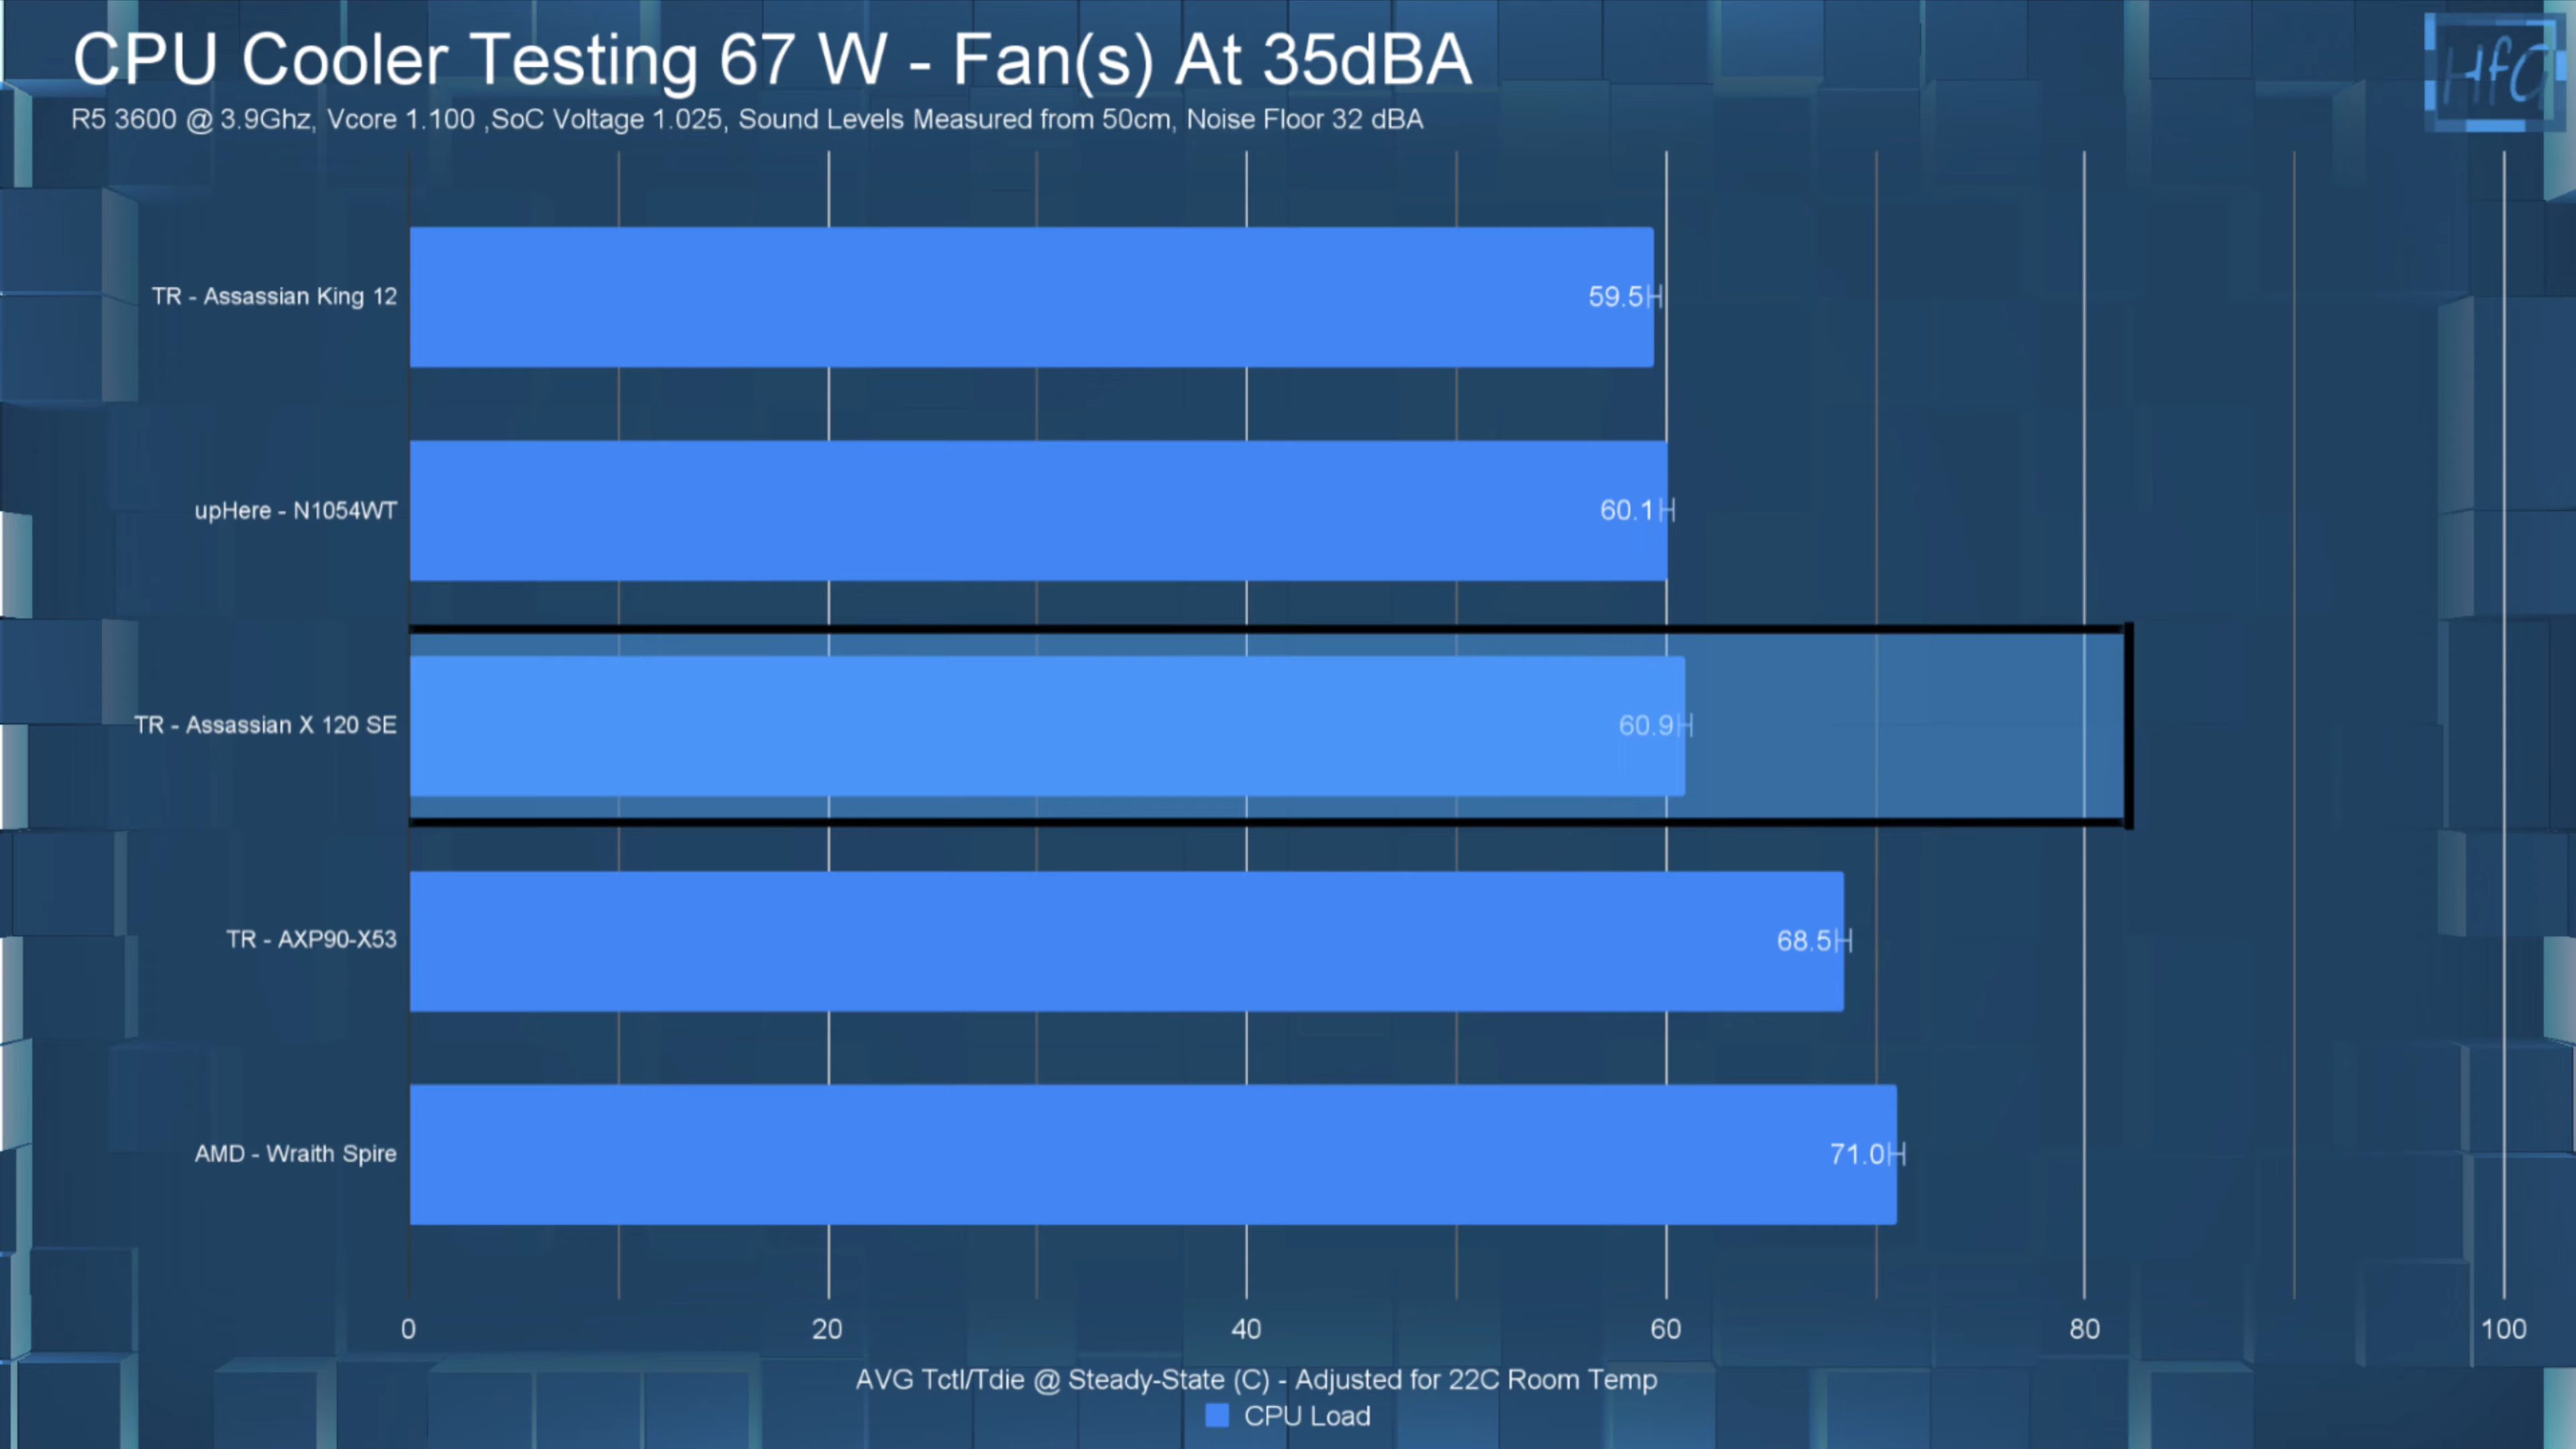 CPU Cooler Testing 67 W - Fan(s) At 35dBA
R5 3600 @ 3.9Ghz, Vcore 1.100 ,SoC Voltage 1.025, Sound Levels Measured from 50cm, Noise Floor 32 dBA
HfG
TR - Assassian King 12
59.5
upHere - N1054WT
60.1
TR - Assassian X 120 SE
60.9
TR - AXP90-X53
68.5
AMD - Wraith Spire
71.0
0 20 40 60 80 100
AVG Tctl/Tdie @ Steady-State (C) - Adjusted for 22C Room Temp
CPU Load